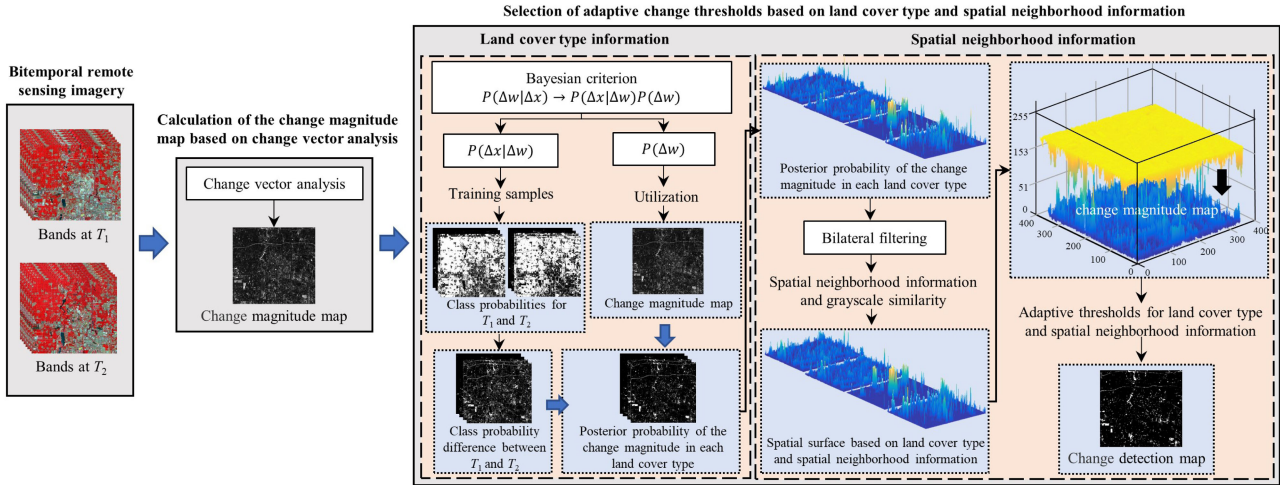 Selection of adaptive change thresholds based on land cover type and spatial neighborhood information
Bitemporal remote
sensing imagery
Bands at T1
Bands at T2
Calculation of the change magnitude
map based on change vector analysis
Change vector analysis
Change magnitude map
Land cover type information
Bayesian criterion
P(Δw|Δx) → P(Δx|Δw)P(Δw)
P(Δx|Δw)
P(Δw)
Training samples
Utilization
Class probabilities for
T1 and T2
Change magnitude map
Class probability
difference between
T1 and T2
Posterior probability of the
change magnitude in each
land cover type
Spatial neighborhood information
Posterior probability of the change
magnitude in each land cover type
Bilateral filtering
Spatial neighborhood information
and grayscale similarity
Spatial surface based on land cover type
and spatial neighborhood information
255
153
51
0
400
300
200
100
0
0
100
200
300
400
change magnitude map
Adaptive thresholds for land cover type
and spatial neighborhood information
Change detection map